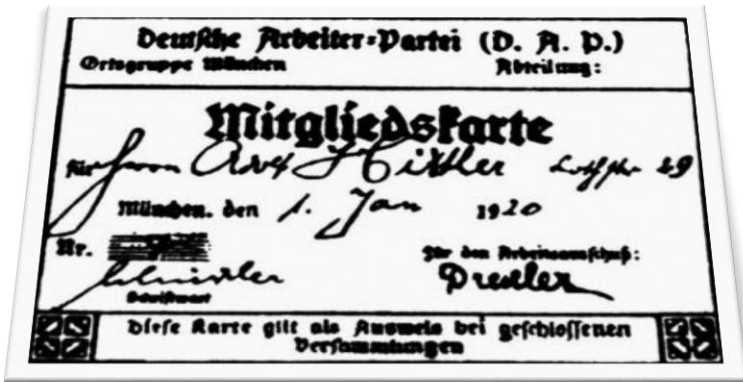 Deutsche Arbeiter-Partei (D. A. P.)
Ortsgruppe München Abteilung:
Mitgliedskarte
für Herrn Adolf Hitler Lothstr 29
München, den 1. Jan 1920
Nr. Für den Arbeitsausschuß:
Schüssler Drexler
Schriftwart
Diese Karte gilt als Ausweis bei geschlossenen
Versammlungen